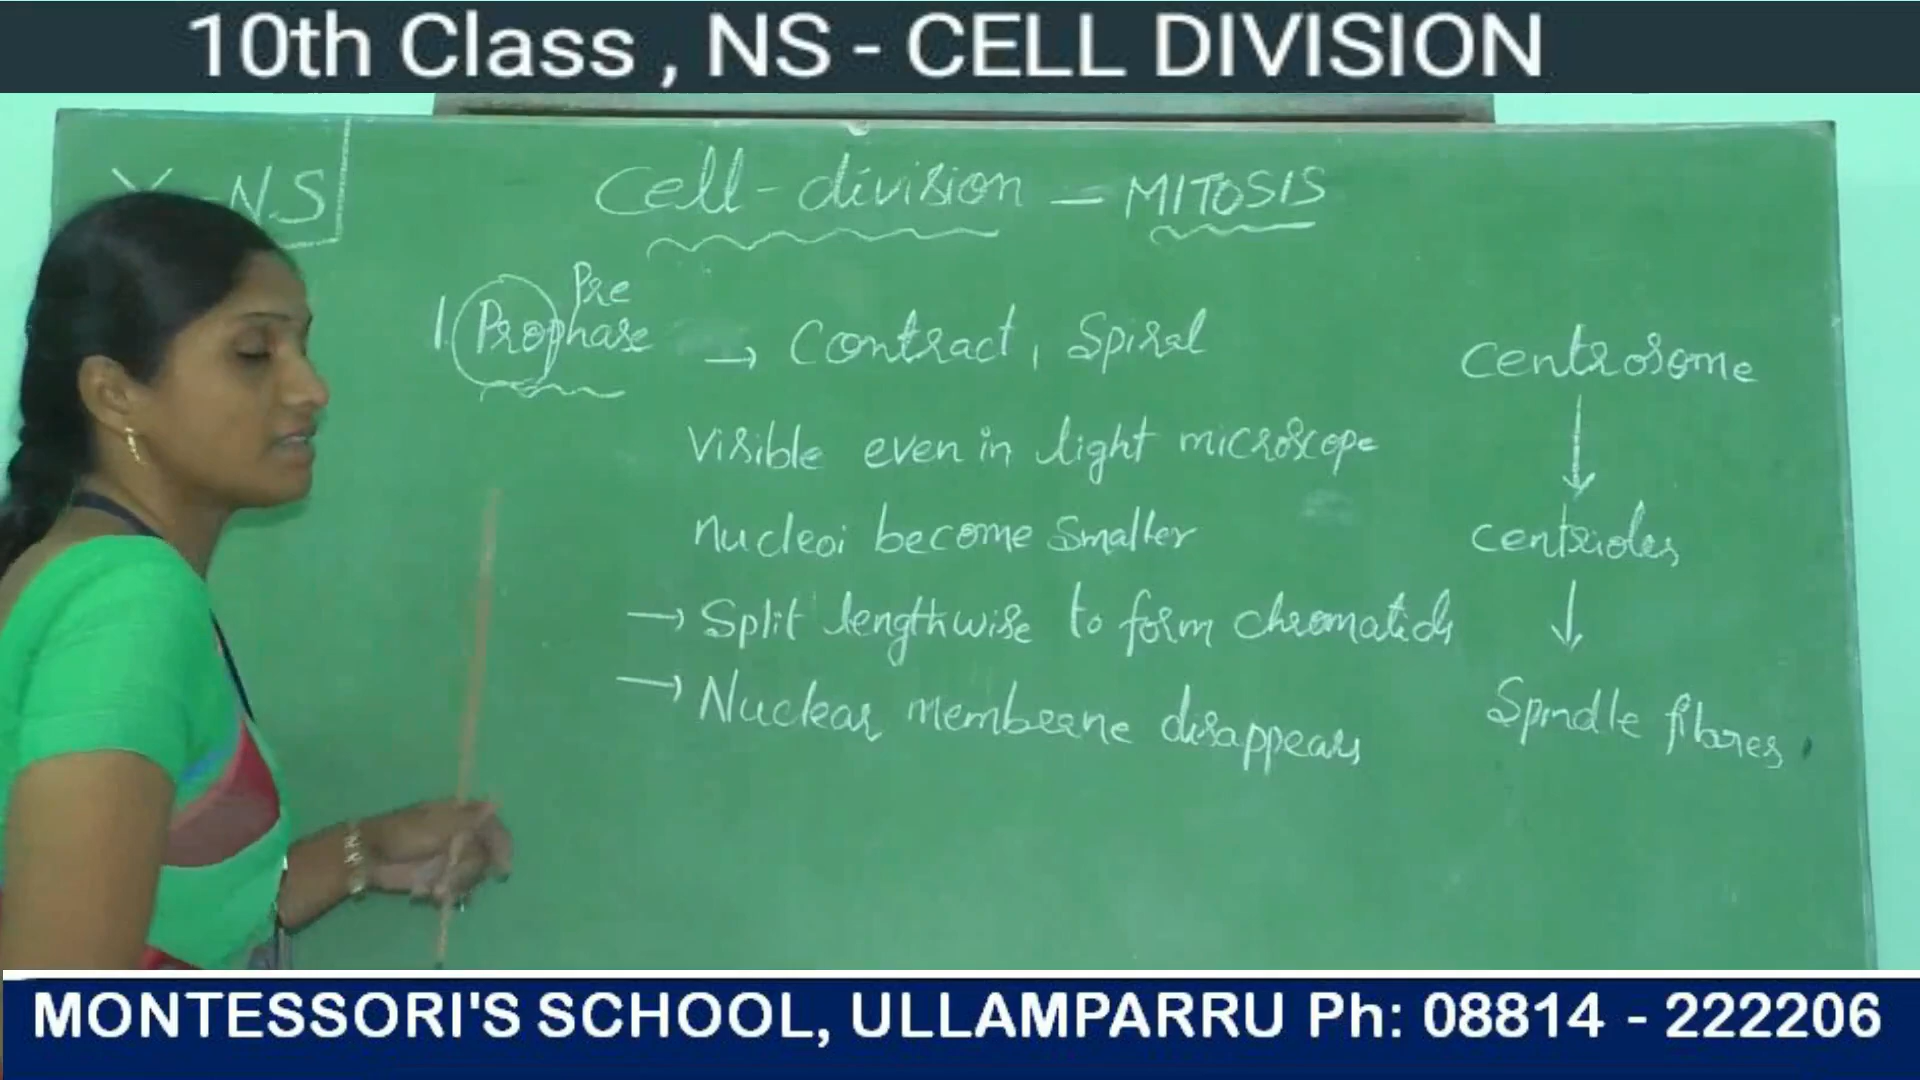 10th Class , NS - CELL DIVISION
X - N.S
Cell - division - MITOSIS
Pre
1. Prophase → Contract, Spiral
Visible even in light microscope
nucleoi become smaller
→ Split lengthwise to form chromatids
→ Nuclear membrane disappears
Centrosome
↓
centrioles
↓
Spindle fibres
MONTESSORI'S SCHOOL, ULLAMPARRU Ph: 08814 - 222206